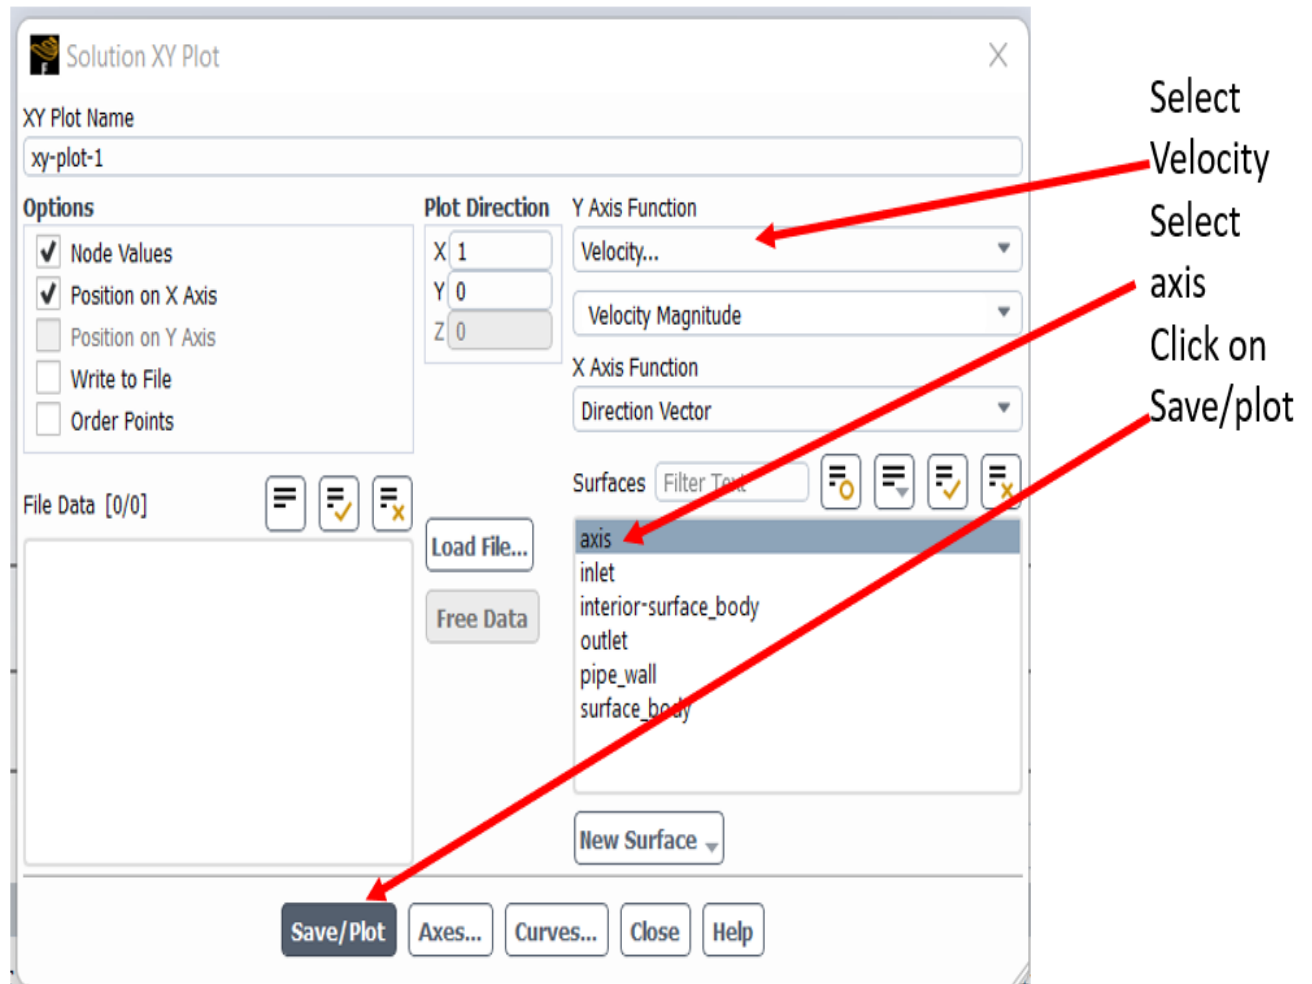 Solution XY Plot
XY Plot Name
xy-plot-1
Options
Node Values
Position on X Axis
Position on Y Axis
Write to File
Order Points
Plot Direction
X 1
Y 0
Z 0
Y Axis Function
Velocity...
Velocity Magnitude
X Axis Function
Direction Vector
File Data [0/0]
Load File...
Free Data
Surfaces Filter Text
axis
inlet
interior-surface_body
outlet
pipe_wall
surface_body
New Surface
Save/Plot Axes... Curves... Close Help
Select
Velocity
Select
axis
Click on
Save/plot